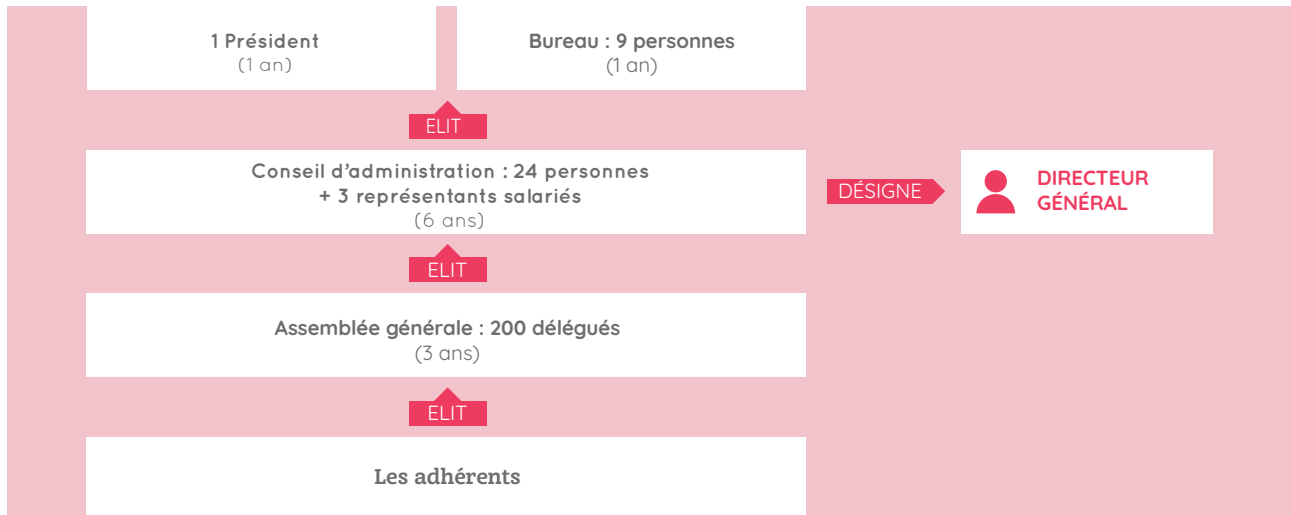 1 Président
(1 an)
Bureau : 9 personnes
(1 an)
ELIT
Conseil d’administration : 24 personnes
+ 3 représentants salariés
(6 ans)
DÉSIGNE
DIRECTEUR
GÉNÉRAL
ELIT
Assemblée générale : 200 délégués
(3 ans)
ELIT
Les adhérents